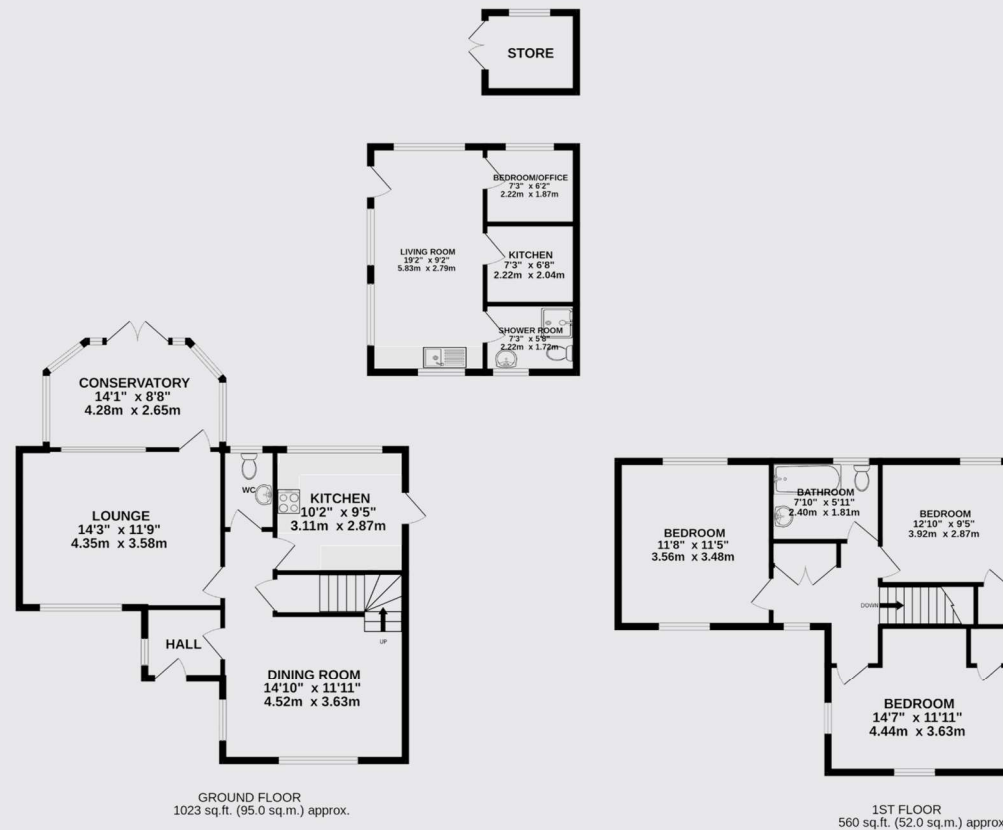 STORE
BEDROOM/OFFICE
7'3" x 6'2"
2.22m x 1.87m
LIVING ROOM
19'2" x 9'2"
5.83m x 2.79m
KITCHEN
7'3" x 6'8"
2.22m x 2.04m
SHOWER ROOM
7'3" x 5'8"
2.22m x 1.72m
CONSERVATORY
14'1" x 8'8"
4.28m x 2.65m
WC
KITCHEN
10'2" x 9'5"
3.11m x 2.87m
LOUNGE
14'3" x 11'9"
4.35m x 3.58m
HALL
UP
DINING ROOM
14'10" x 11'11"
4.52m x 3.63m
GROUND FLOOR
1023 sq.ft. (95.0 sq.m.) approx.
BATHROOM
7'10" x 5'11"
2.40m x 1.81m
BEDROOM
11'8" x 11'5"
3.56m x 3.48m
BEDROOM
12'10" x 9'5"
3.92m x 2.87m
DOWN
BEDROOM
14'7" x 11'11"
4.44m x 3.63m
1ST FLOOR
560 sq.ft. (52.0 sq.m.) approx